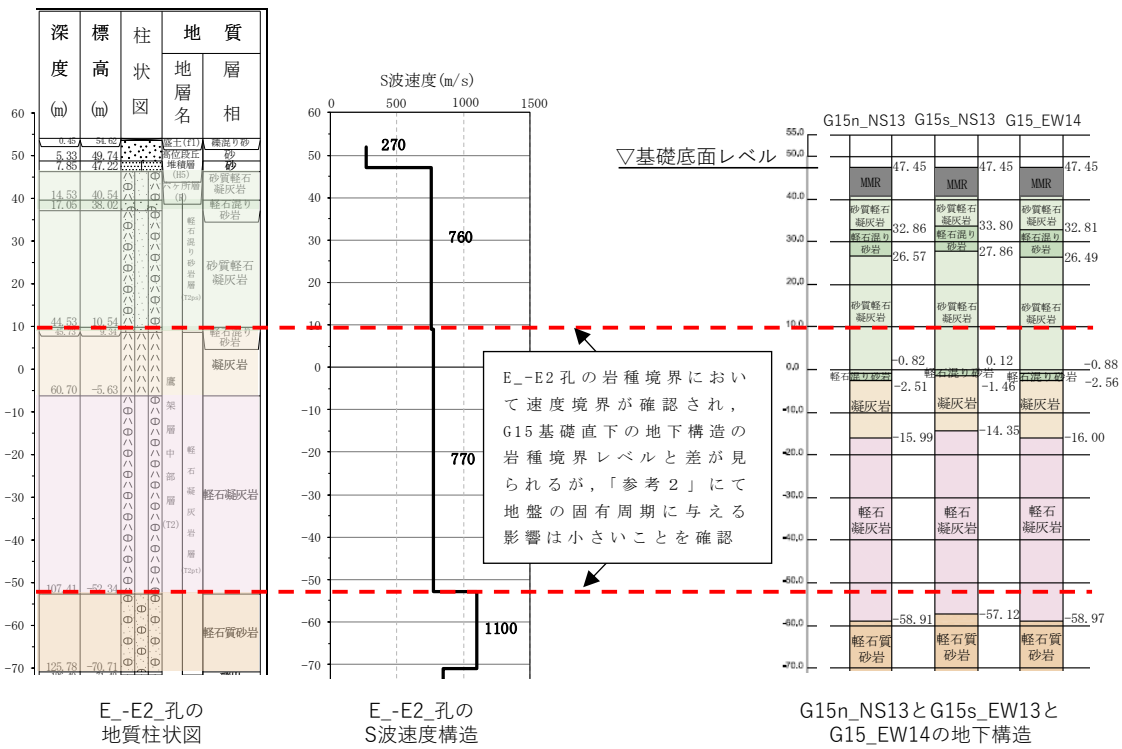 深度(m)
標高(m)
柱状図
地質
地層名
層相
0.45 54.62 盛土(f1) 礫混り砂
5.33 49.74 高位段丘 砂
7.85 47.22 堆積層 砂
(H5)
六ヶ所層
(R)
砂質軽石
凝灰岩
14.53 40.54
17.05 38.02
軽石混り
砂岩
軽石混り砂岩層
(T2ps)
砂質軽石
凝灰岩
44.53 10.54
軽石混り
砂岩
凝灰岩
60.70 -5.63
鷹架層中部層
(T2)
軽石凝灰岩層
(T2pt)
軽石凝灰岩
107.41 -52.34
軽石質砂岩
125.78 -70.71
60
50
40
30
20
10
0
-10
-20
-30
-40
-50
-60
-70
E_-E2_孔の
地質柱状図
S波速度(m/s)
0 500 1000 1500
60
50
40
30
20
10
0
-10
-20
-30
-40
-50
-60
-70
270
760
770
1100
E_-E2孔の岩種境界におい
て速度境界が確認され,
G15基礎直下の地下構造の
岩種境界レベルと差が見
られるが,「参考2」にて
地盤の固有周期に与える
影響は小さいことを確認
E_-E2_孔の
S波速度構造
▽基礎底面レベル
G15n_NS13 G15s_NS13 G15_EW14
55.0
50.0
40.0
30.0
20.0
10.0
0.0
-10.0
-20.0
-30.0
-40.0
-50.0
-60.0
-70.0
47.45 47.45 47.45
MMR MMR MMR
砂質軽石
凝灰岩
砂質軽石
凝灰岩
砂質軽石
凝灰岩
32.86 33.80 32.81
軽石混り
砂岩
軽石混り
砂岩
軽石混り
砂岩
26.57 27.86 26.49
砂質軽石
凝灰岩
砂質軽石
凝灰岩
砂質軽石
凝灰岩
-0.82 0.12 -0.88
軽石混り砂岩 軽石混り砂岩 軽石混り砂岩
-2.51 -1.46 -2.56
凝灰岩 凝灰岩 凝灰岩
-15.99 -14.35 -16.00
軽石
凝灰岩
軽石
凝灰岩
軽石
凝灰岩
-58.91 -57.12 -58.97
軽石質
砂岩
軽石質
砂岩
軽石質
砂岩
G15n_NS13とG15s_EW13と
G15_EW14の地下構造